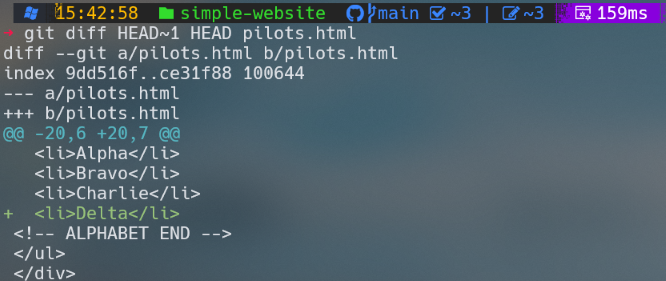 15:42:58 simple-website main ~3 | ~3 159ms
→ git diff HEAD~1 HEAD pilots.html
diff --git a/pilots.html b/pilots.html
index 9dd516f..ce31f88 100644
--- a/pilots.html
+++ b/pilots.html
@@ -20,6 +20,7 @@
   <li>Alpha</li>
   <li>Bravo</li>
   <li>Charlie</li>
+  <li>Delta</li>
 <!-- ALPHABET END -->
 </ul>
 </div>